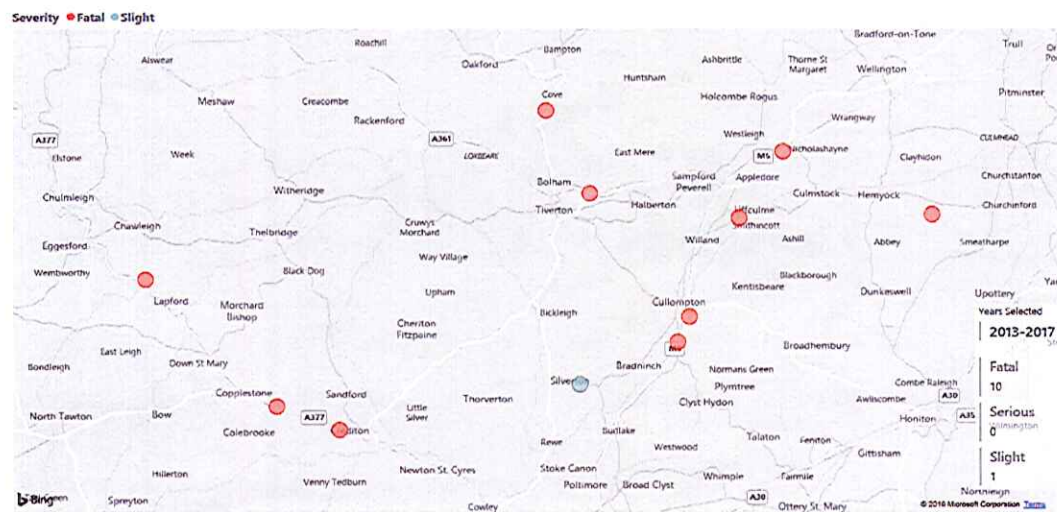 Severity Fatal Slight
Bradford-on-Tone
Trull
Roachill
Bampton
Alswear
Oakford
Ashbrittle
Thorne St
Margaret
Wellington
Huntsham
Pitminster
Meshaw
Creacombe
Cove
Holcombe Rogus
Rackenford
Wrangway
A377
A361
Westleigh
CULMHEAD
Elstone
Week
LOXBEARE
East Mere
M5
Nicholashayne
Clayhidon
Bolham
Sampford
Peverell
Appledore
Churchstanton
Chulmleigh
Witheridge
Culmstock
Hemyock
Tiverton
Halberton
Uffculme
Churchinford
Chawleigh
Thelbridge
Cruwys
Morchard
Smithincott
Eggesford
Willand
Ashill
Abbey
Smeatharpe
Way Village
Wembworthy
Black Dog
Blackborough
Kentisbeare
Dunkeswell
Upottery
Lapford
Morchard
Bishop
Upham
Cullompton
Bickleigh
Years Selected
2013-2017
Cheriton
Fitzpaine
East Leigh
Broadhembury
Bondleigh
Down St Mary
Bradninch
Normans Green
Fatal
10
Silverton
Plymtree
Combe Raleigh
Copplestone
Sandford
Thorverton
Clyst Hydon
Awliscombe
A30
North Tawton
Bow
A377
Little
Silver
Honiton
A35
Serious
0
Wilmington
Colebrooke
Crediton
Budlake
Rewe
Westwood
Talaton
Feniton
Gittisham
Slight
1
Hillerton
Newton St. Cyres
Stoke Canon
Venny Tedburn
Poltimore
Broad Clyst
Whimple
Fairmile
Northleigh
Bing
Spreyton
Cowley
A30
Ottery St. Mary
© 2016 Microsoft Corporation Terms